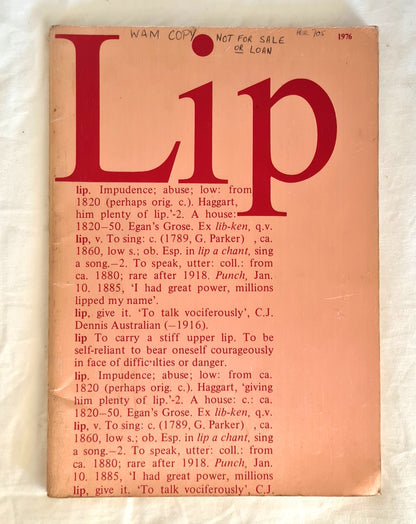 WAM COPY NOT FOR SALE
OR LOAN
1976
Lip
lip. Impudence; abuse; low: from
1820 (perhaps orig. c.). Haggart,
him plenty of lip.'-2. A house:
1820—50. Egan's Grose. Ex lib-ken, q.v.
lip, v. To sing: c. (1789, G. Parker) , ca.
1860, low s.; ob. Esp. in lip a chant, sing
a song.—2. To speak, utter: coll.: from
ca. 1880; rare after 1918. Punch, Jan.
10. 1885, 'I had great power, millions
lipped my name'.
lip, give it. 'To talk vociferously', C.J.
Dennis Australian (—1916).
lip To carry a stiff upper lip. To be
self-reliant to bear oneself courageously
in face of difficulties or danger.
lip. Impudence; abuse; low: from ca.
1820 (perhaps orig. c.). Haggart, 'giving
him plenty of lip.'-2. A house: c.: ca.
1820—50. Egan's Grose. Ex lib-ken, q.v.
lip, v. To sing: c. (1789, G. Parker) , ca.
1860, low s.; ob. Esp. in lip a chant, sing
a song.—2. To speak, utter: coll.: from
ca. 1880; rare after 1918. Punch, Jan.
10. 1885, 'I had great power, millions
lip, give it. 'To talk vociferously', C.J.